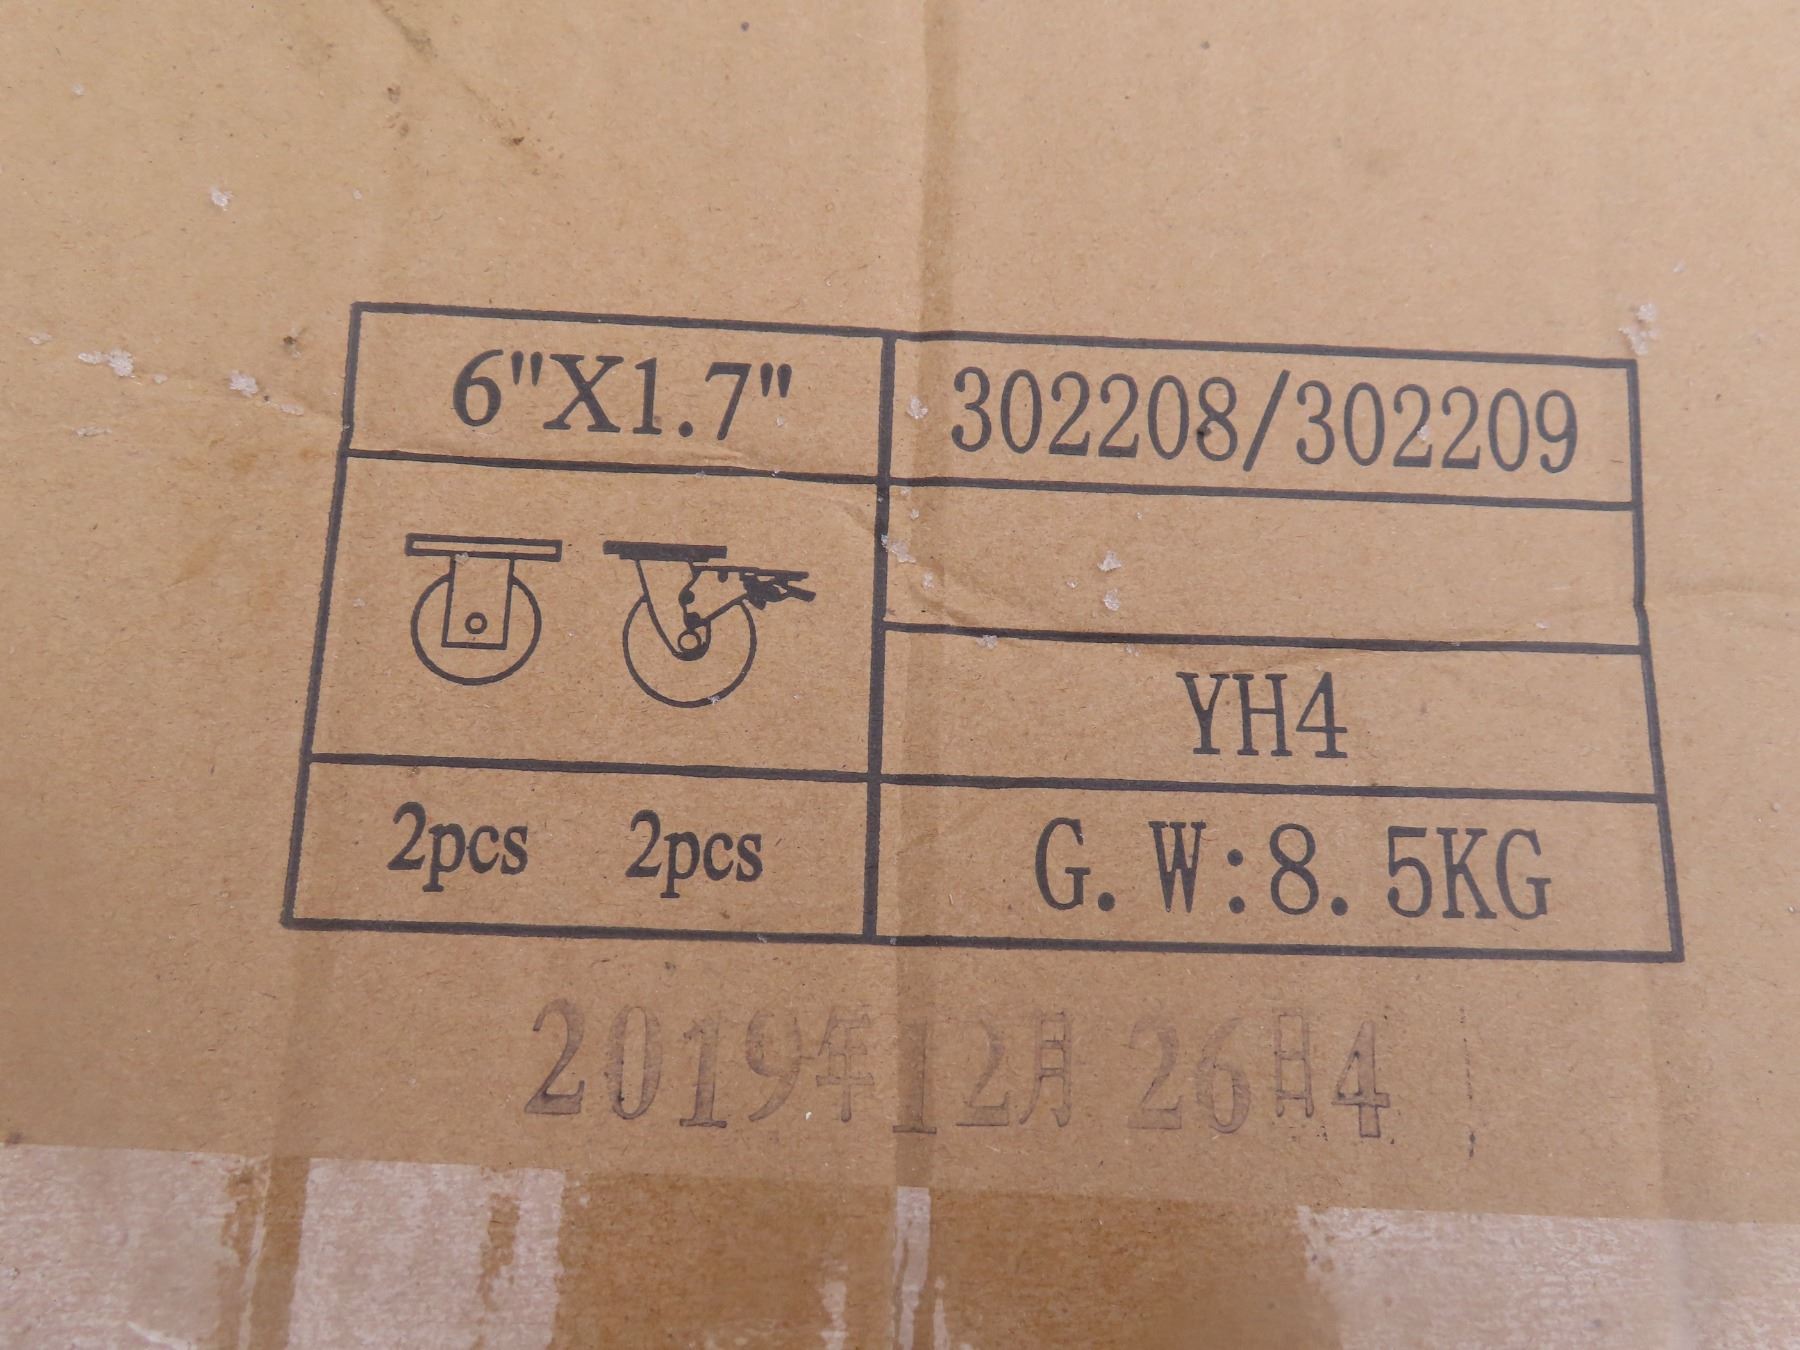 6"X1.7"
302208/302209
YH4
2pcs 2pcs
G.W:8.5KG
2019年12月26日4